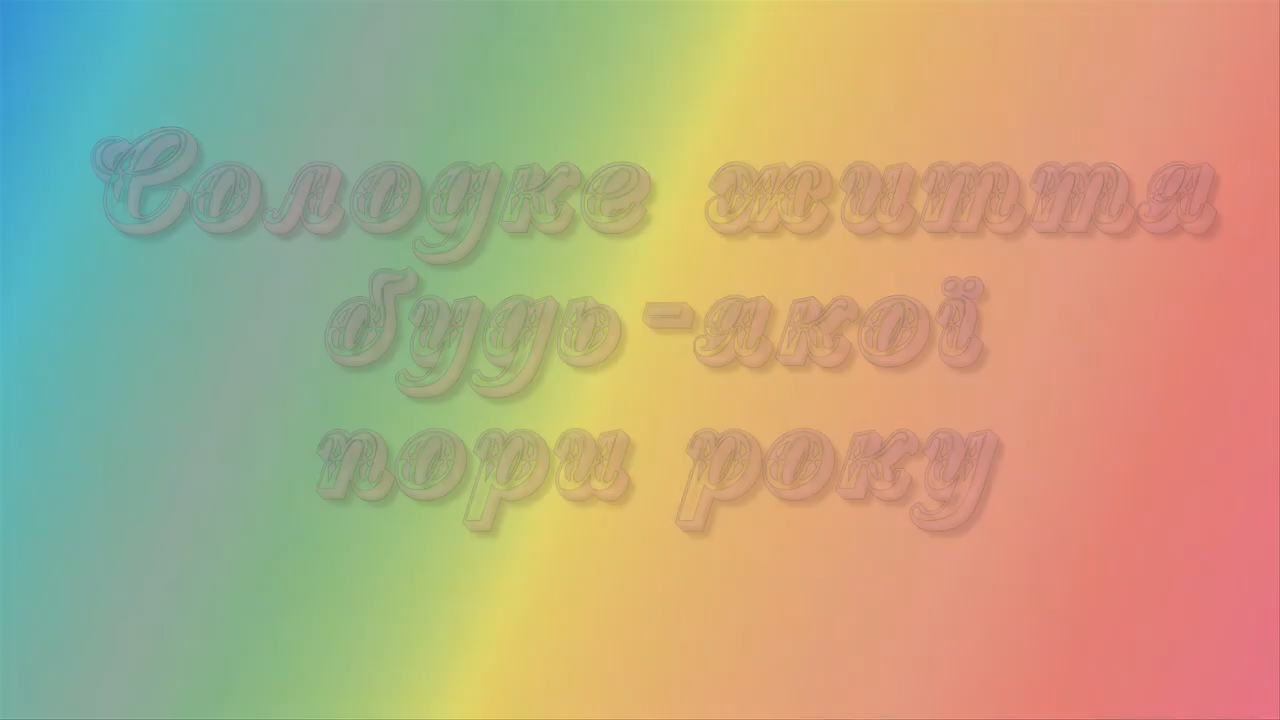 Солодке життя
будь-якої
пори року